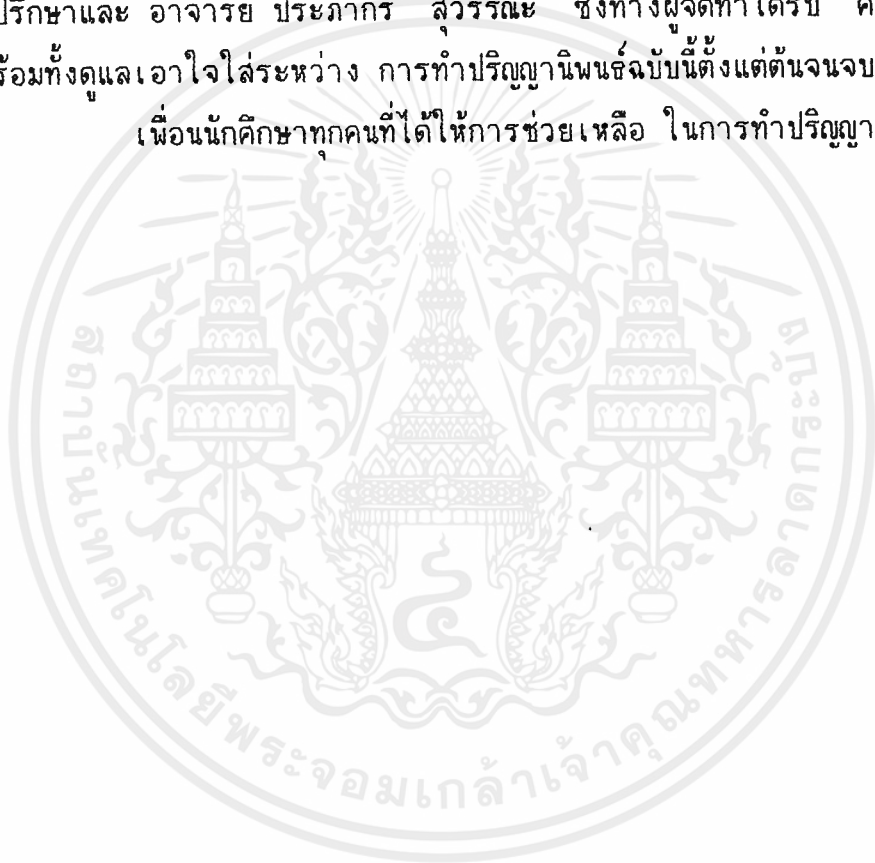 ปรึกษาและ อาจารย์ ประภากร สุวรรณะ ซึ่งทางผู้จัดทำได้รับ
ร้อมทั้งดูแลเอาใจใส่ระหว่าง การทำปริญญานิพนธ์ฉบับนี้ตั้งแต่ต้นจนจบ
เพื่อนนักศึกษาทุกคนที่ได้ให้การช่วยเหลือ ในการทำปริญญา
สถาบันเทคโนโลยีพระจอมเกล้าเจ้าคุณทหารลาดกระบัง
๔